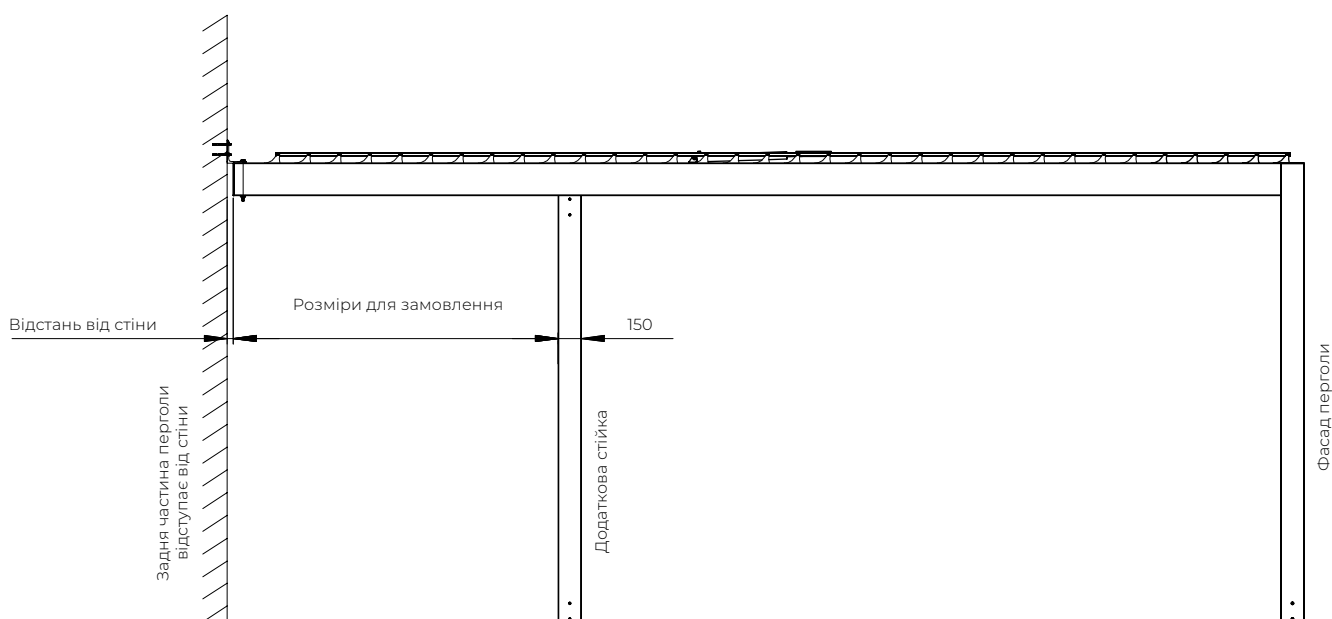 Розміри для замовлення
Відстань від стіни
150
Задня частина перголи
відступає від стіни
Додаткова стійка
Фасад перголи